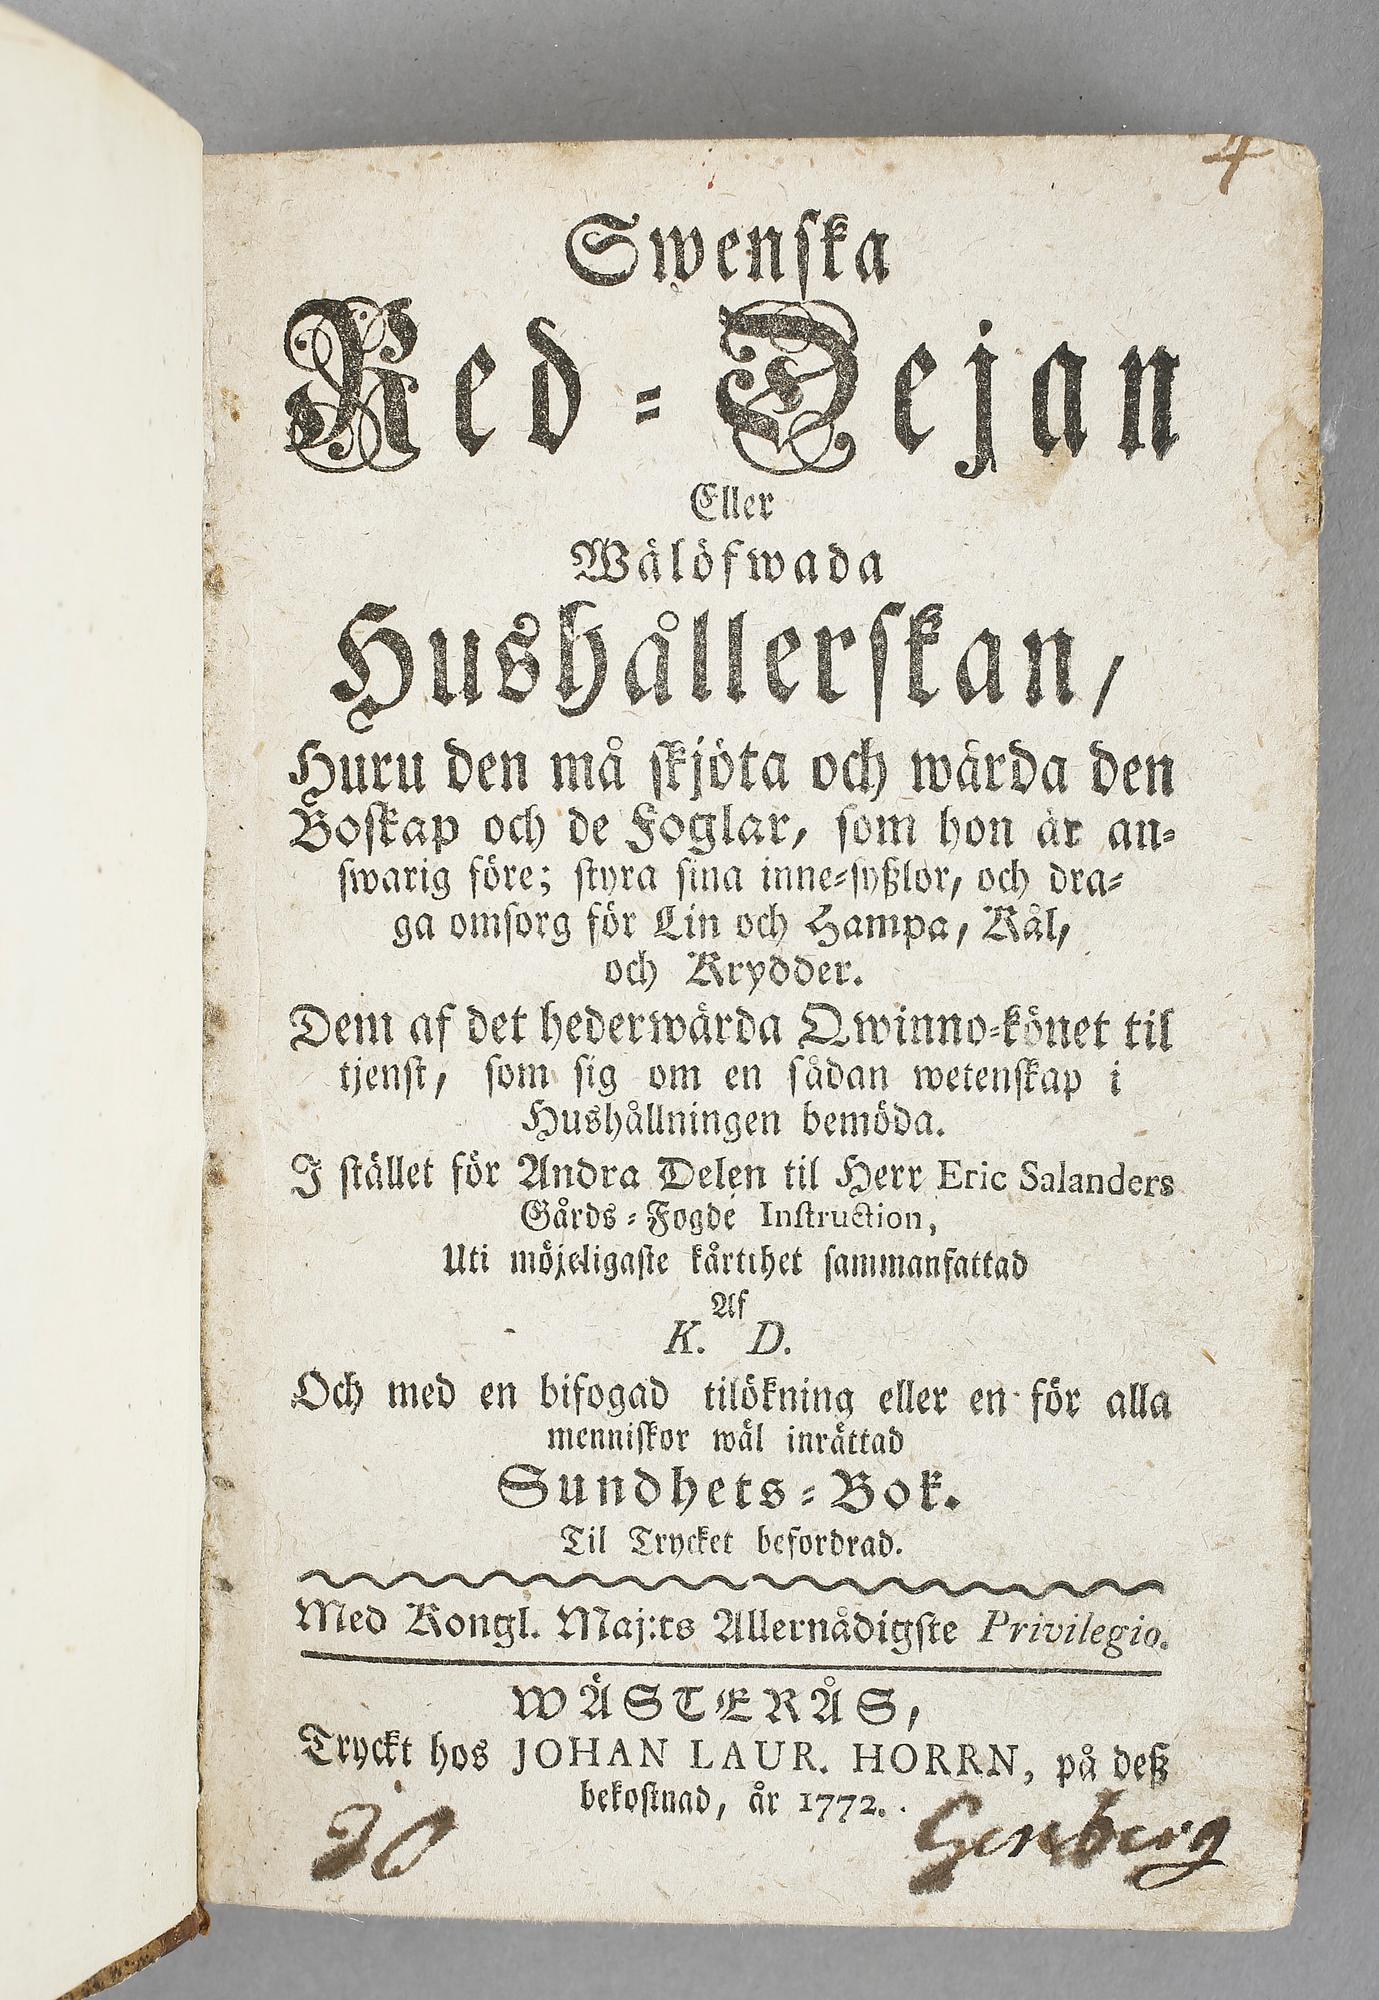 4
Swenska
Red-Dejan
Eller
Wälöfwada
Hushållerskan,
Huru den må skjöta och wårda den
Boskap och de Foglar, som hon är an-
swarig före; styra sina inne-syßlor, och dra-
ga omsorg för Lin och Hampa, Kål,
och Krydder.
Dem af det hederwärda Qwinno-könet til
tjenst, som sig om en sådan wetenskap i
Hushållningen bemöda.
I stället för Andra Delen til Herr Eric Salanders
Gårds-Fogde Instruction,
Uti möjeligaste kårtthet sammanfattad
Af
K. D.
Och med en bifogad tilökning eller en för alla
menniskor wäl inrättad
Sundhets-Bok.
Til Trycket befordrad.
Med Kongl. Maj:ts Allernådigste Privilegio.
WÄSTERÅS,
Tryckt hos JOHAN LAUR. HORRN, på deß
bekostnad, år 1772.